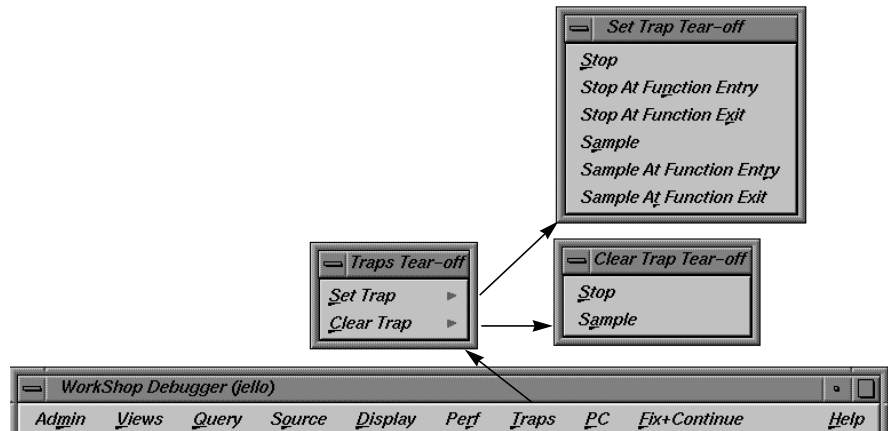 Set Trap Tear-off
Stop
Stop At Function Entry
Stop At Function Exit
Sample
Sample At Function Entry
Sample At Function Exit
Traps Tear-off
Set Trap
Clear Trap
Clear Trap Tear-off
Stop
Sample
WorkShop Debugger (jello)
Admin Views Query Source Display Perf Traps PC Fix+Continue Help